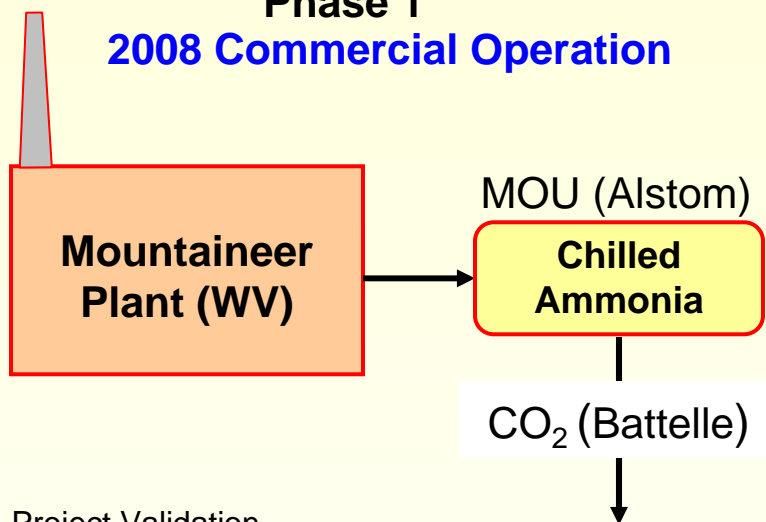 Phase 1
2008 Commercial Operation
MOU (Alstom)
Mountaineer
Plant (WV)
Chilled
Ammonia
CO₂ (Battelle)
Project Validation